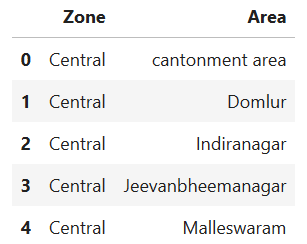 Zone Area
0 Central cantonment area
1 Central Domlur
2 Central Indiranagar
3 Central Jeevanbheemanagar
4 Central Malleswaram